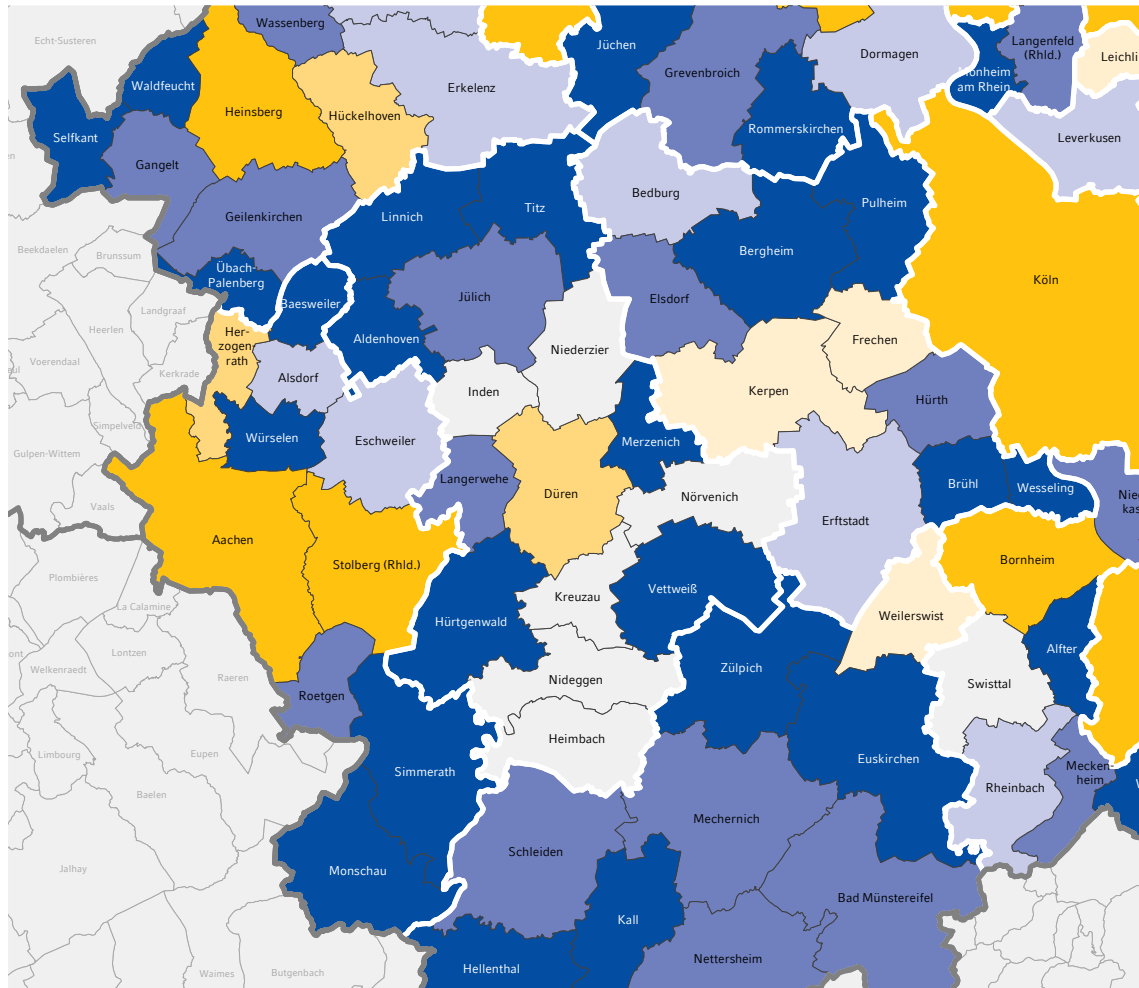 Wassenberg
Echt-Susteren
Jüchen
Langenfeld
(Rhld.)
Dormagen
Grevenbroich
Erkelenz
Waldfeucht
Heinsberg
Hückelhoven
Rommerskirchen
am Rhein
Leverkusen
Selfkant
Gangelt
Geilenkirchen
Linnich
Titz
Bedburg
Pulheim
Bergheim
Beekdaelen
Brunssum
Übach-
Palenberg
Baesweiler
Jülich
Elsdorf
Köln
Landgraaf
Heerlen
Her-
zogen-
rath
Aldenhoven
Niederzier
Frechen
Voerendaal
Kerkrade
Alsdorf
Inden
Kerpen
Hürth
Simpelveld
Würselen
Eschweiler
Merzenich
Gulpen-Wittem
Langerwehe
Düren
Nörvenich
Brühl
Wesseling
Vaals
Erftstadt
Aachen
Stolberg (Rhld.)
Bornheim
Plombières
La Calamine
Kreuzau
Vettweiß
Hürtgenwald
Weilerswist
Lontzen
Welkenraedt
Raeren
Nideggen
Zülpich
Alfter
Swisttal
Roetgen
Heimbach
Limbourg
Eupen
Simmerath
Euskirchen
Mecken-
heim
Rheinbach
Baelen
Mechernich
Schleiden
Jalhay
Monschau
Bad Münstereifel
Kall
Nettersheim
Hellenthal
Waimes
Butgenbach